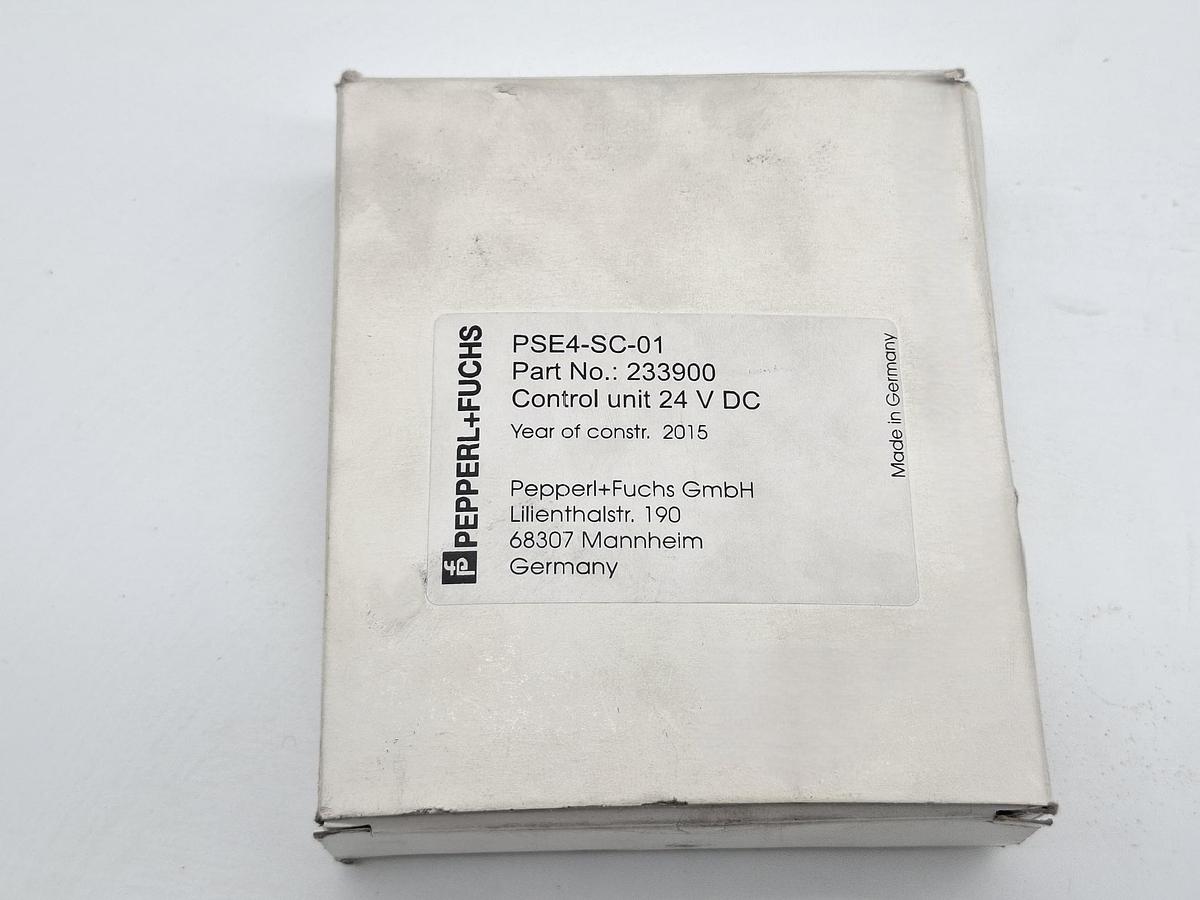 PEPPERL+FUCHS
PSE4-SC-01
Part No.: 233900
Control unit 24 V DC
Year of constr. 2015
Pepperl+Fuchs GmbH
Lilienthalstr. 190
68307 Mannheim
Germany
Made in Germany